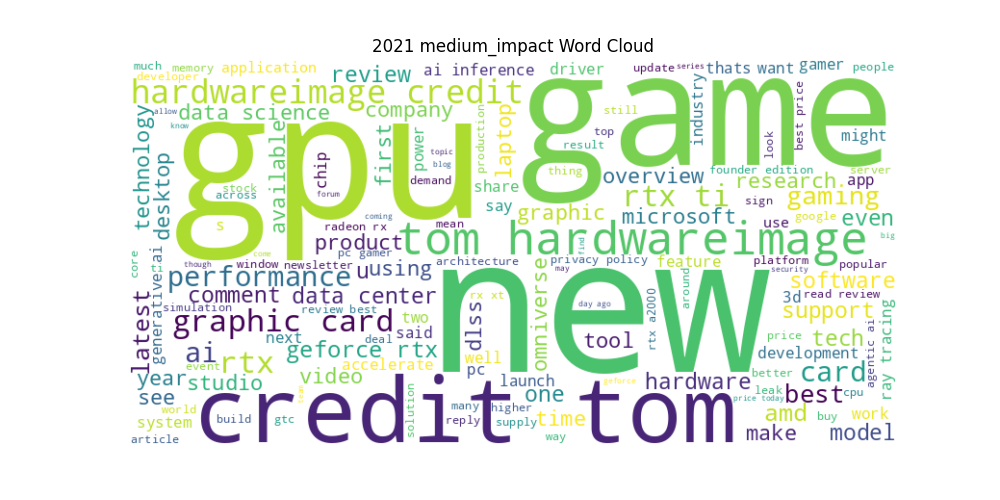 2021 medium_impact Word Cloud
much memory application review ai inference driver update series thats want gamer people
developer
hardwareimage credit game
allow data science company still industry look best price might
know gpu
technology desktop available chip first power topic blog production laptop top result
demand forum thing overview founder edition server
stock across share rtx ti research app
s say graphic sign gaming
coming microsoft use google even
radeon rx mean
product tom hardwareimage big
pc gamer find
core generative ai though window newsletter come architecture privacy policy feature platform popular
performance u using may security software
new
latest simulation comment data center rx xt day ago around 3d read review
review best omniverse rtx a2000 support
graphic card two dlss
next deal said tool price tech
ai rtx geforce rtx well development agentic ai ray tracing
event accelerate pc better card
year studio video launch geforce hardware leak cpu
see team one best
credit tom price today
world solution many higher time amd buy work
system build gtc reply supply make model
article way